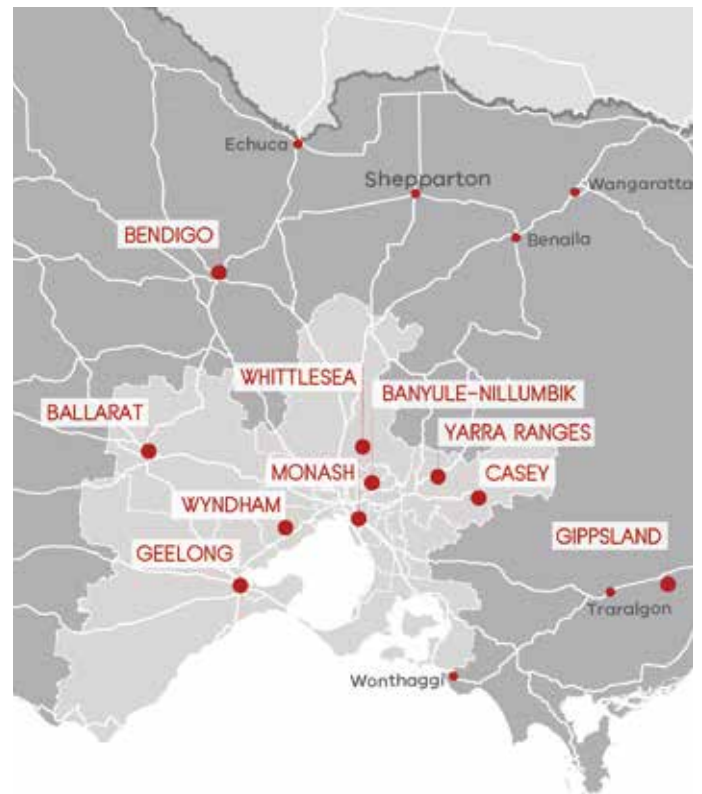 Echuca
Shepparton
Wangaratta
BENDIGO
Benalla
WHITTLESEA
BANYULE-NILLUMBIK
BALLARAT
YARRA RANGES
MONASH
CASEY
WYNDHAM
GEELONG
GIPPSLAND
Traralgon
Wonthaggi